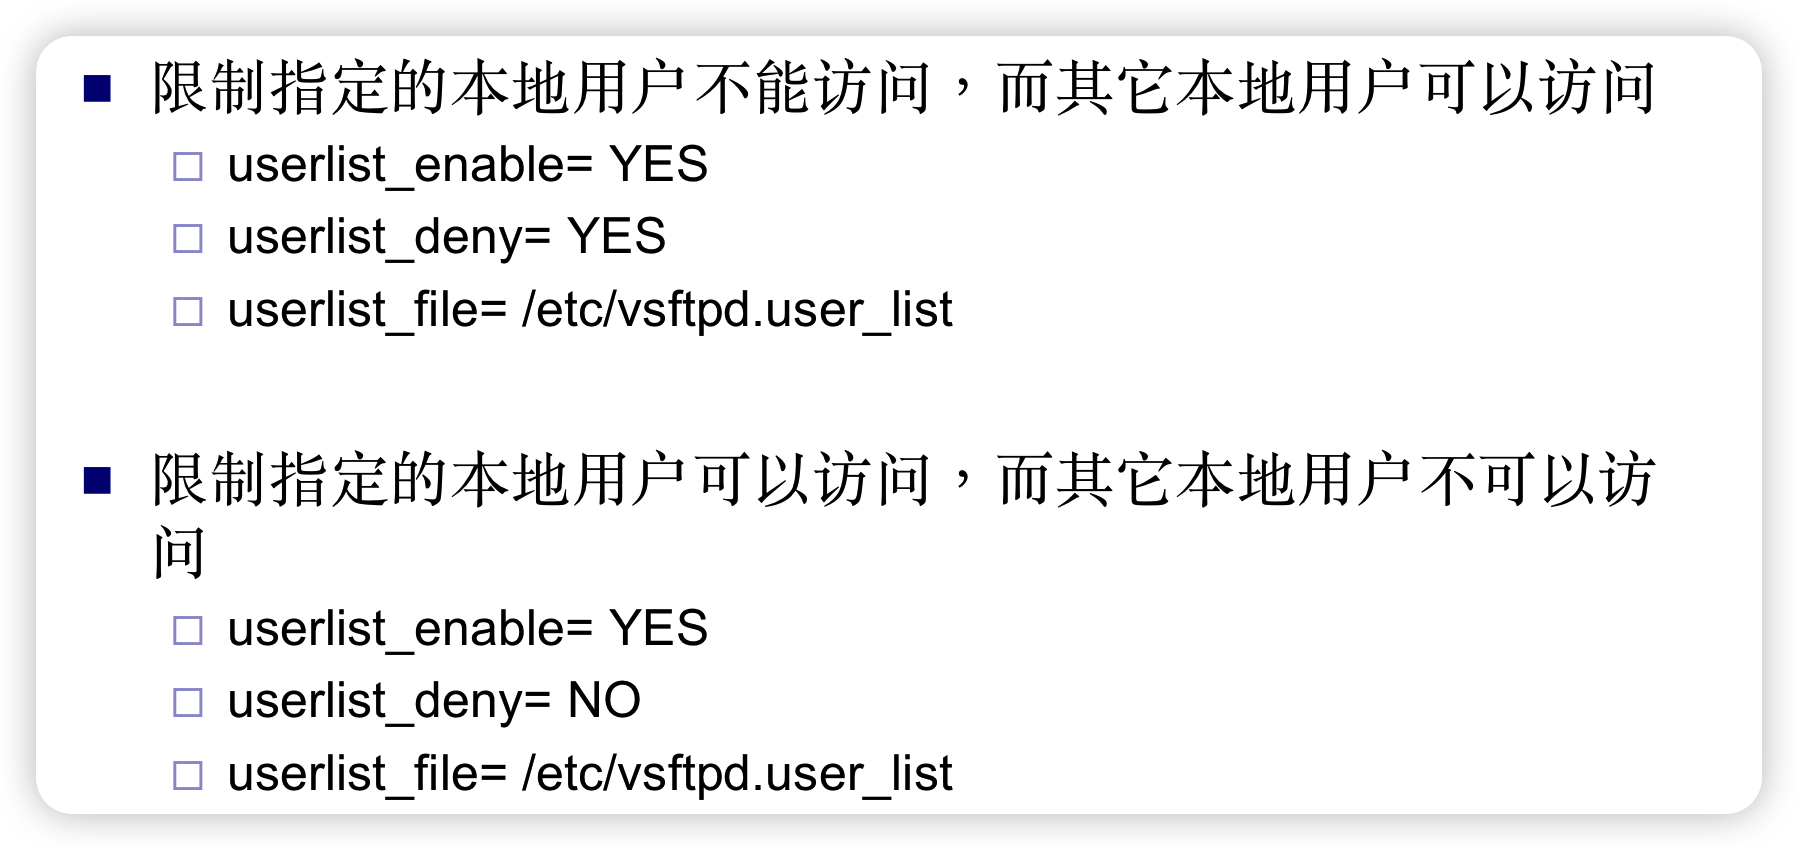 限制指定的本地用户不能访问，而其它本地用户可以访问
userlist_enable= YES
userlist_deny= YES
userlist_file= /etc/vsftpd.user_list
限制指定的本地用户可以访问，而其它本地用户不可以访
问
userlist_enable= YES
userlist_deny= NO
userlist_file= /etc/vsftpd.user_list